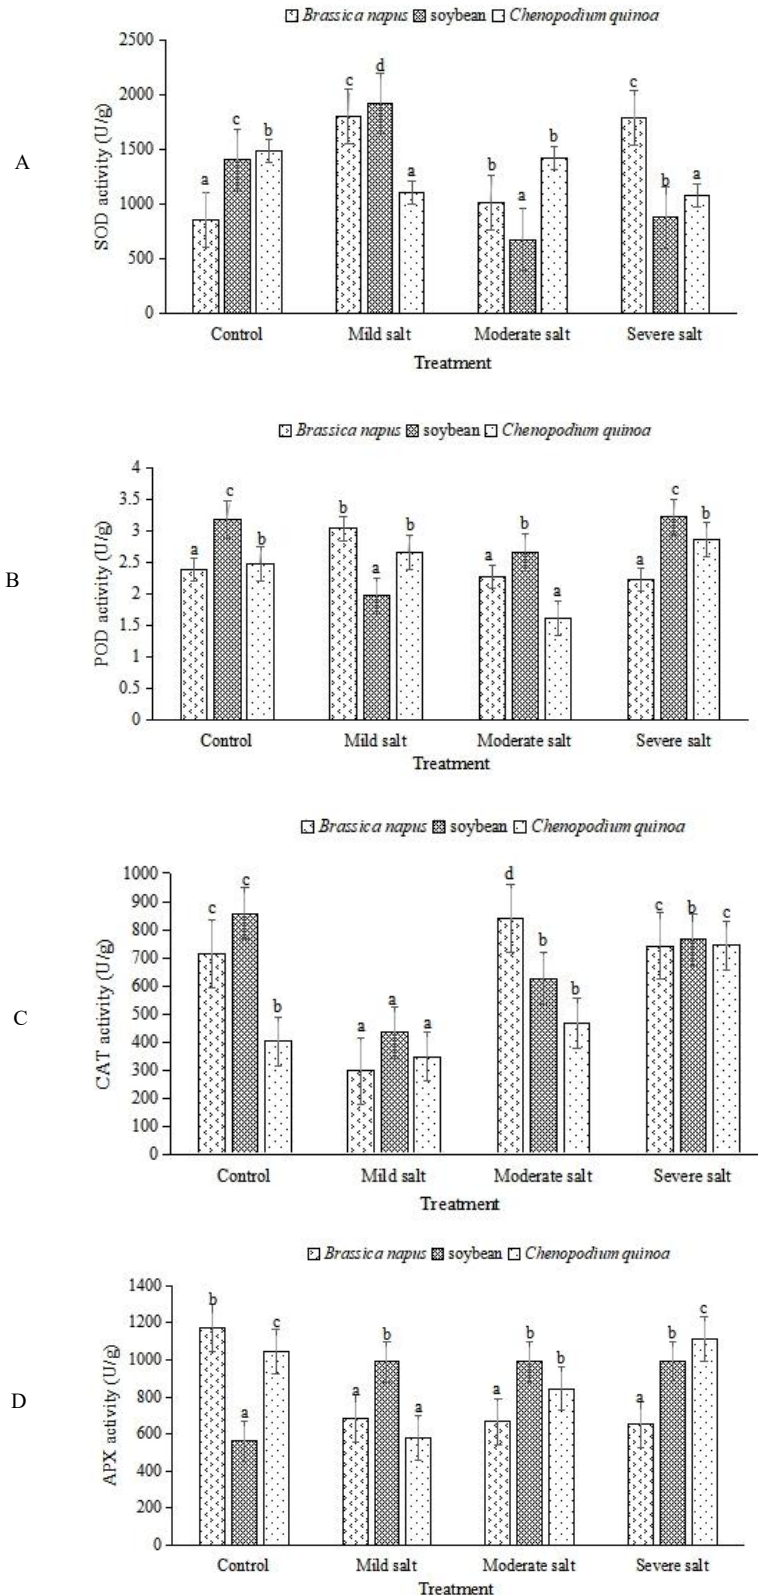 Brassica napus soybean Chenopodium quinoa
A
SOD activity (U/g)
2500
2000
1500
1000
500
0
a c b
c d a
b a b
c b a
Control Mild salt Moderate salt Severe salt
Treatment
Brassica napus soybean Chenopodium quinoa
B
POD activity (U/g)
4
3.5
3
2.5
2
1.5
1
0.5
0
a c b
b a b
a b a
a c b
Control Mild salt Moderate salt Severe salt
Treatment
Brassica napus soybean Chenopodium quinoa
C
CAT activity (U/g)
1000
900
800
700
600
500
400
300
200
100
0
c c b
a a a
d b b
c b c
Control Mild salt Moderate salt Severe salt
Treatment
Brassica napus soybean Chenopodium quinoa
D
APX activity (U/g)
1400
1200
1000
800
600
400
200
0
b a c
a b a
a b b
a b c
Control Mild salt Moderate salt Severe salt
Treatment